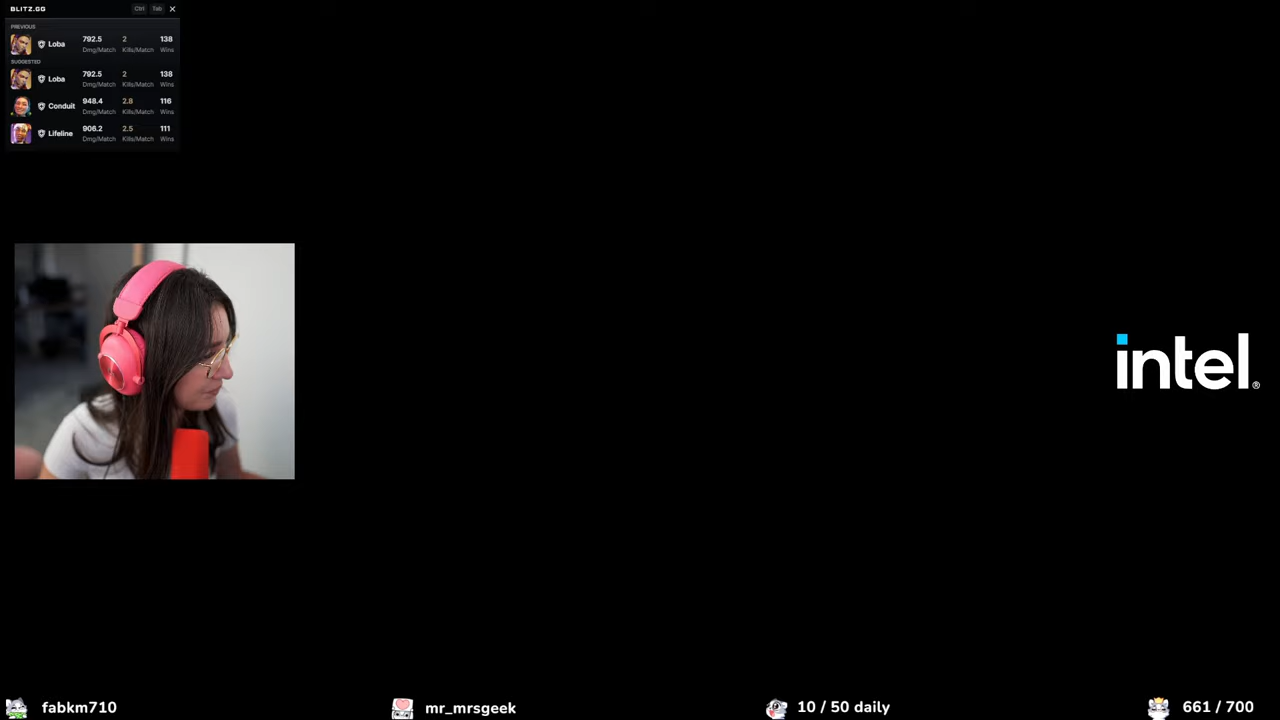 BLITZ.GG Ctrl Tab
PREVIOUS
Loba 792.5 2 138
Dmg/Match Kills/Match Wins
SUGGESTED
Loba 792.5 2 138
Dmg/Match Kills/Match Wins
Conduit 948.4 2.8 116
Dmg/Match Kills/Match Wins
Lifeline 906.2 2.5 111
Dmg/Match Kills/Match Wins
intel®
fabkm710 mr_mrsgeek 10 / 50 daily 661 / 700